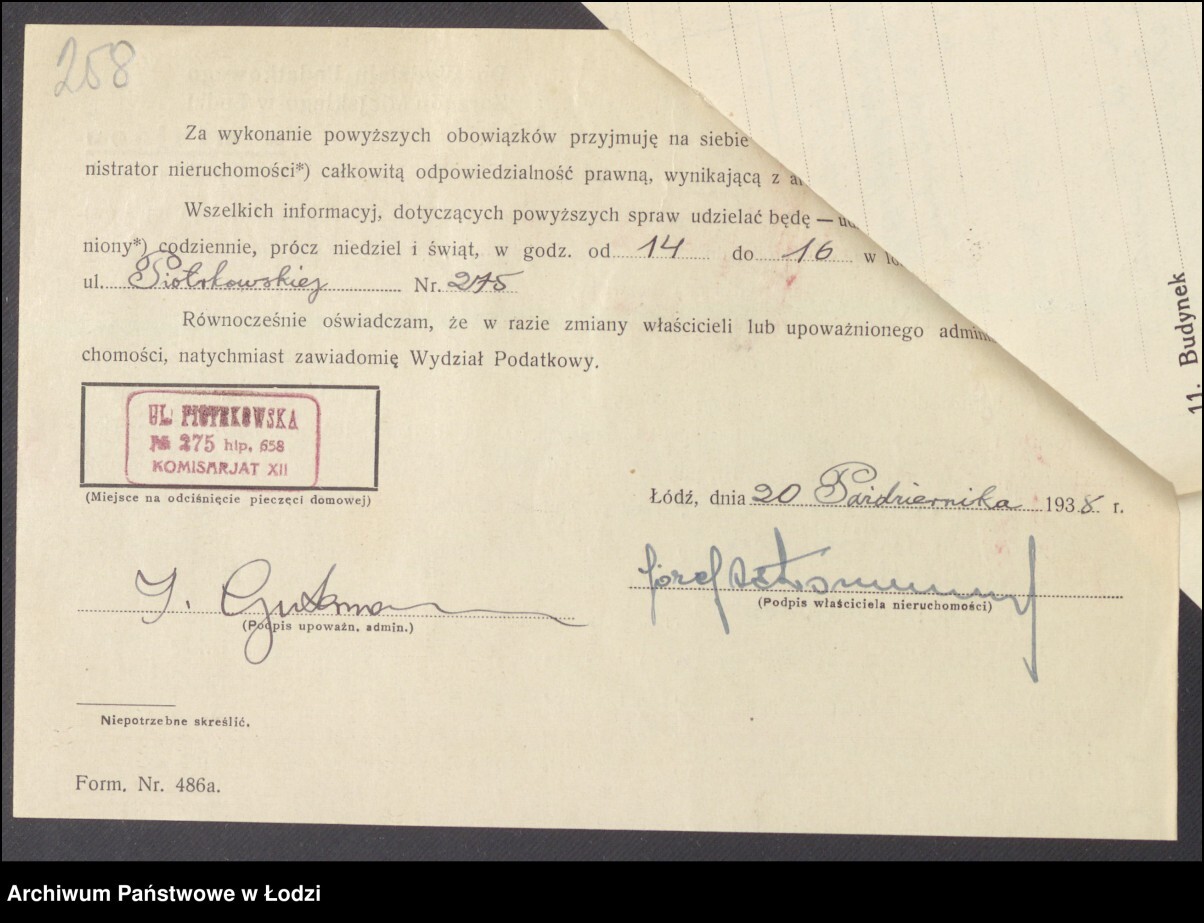 258
Za wykonanie powyższych obowiązków przyjmuję na siebie
nistrator nieruchomości*) całkowitą odpowiedzialność prawną, wynikającą z
Wszelkich informacyj, dotyczących powyższych spraw udzielać będę —
niony*) codziennie, prócz niedziel i świąt, w godz. od 14 do 16 w
ul. Piotrkowskiej Nr. 275
Równocześnie oświadczam, że w razie zmiany właścicieli lub upoważnionego
chomości, natychmiast zawiadomię Wydział Podatkowy.
UL. PIOTRKOWSKA
№ 275 hip. 658
KOMISARJAT XII
(Miejsce na odciśnięcie pieczęci domowej)
Łódź, dnia 20 Października 1938 r.
J. Gutman
(Podpis upoważn. admin.)
Józef
(Podpis właściciela nieruchomości)
Niepotrzebne skreślić.
Form. Nr. 486a.
11. Budynek
Archiwum Państwowe w Łodzi